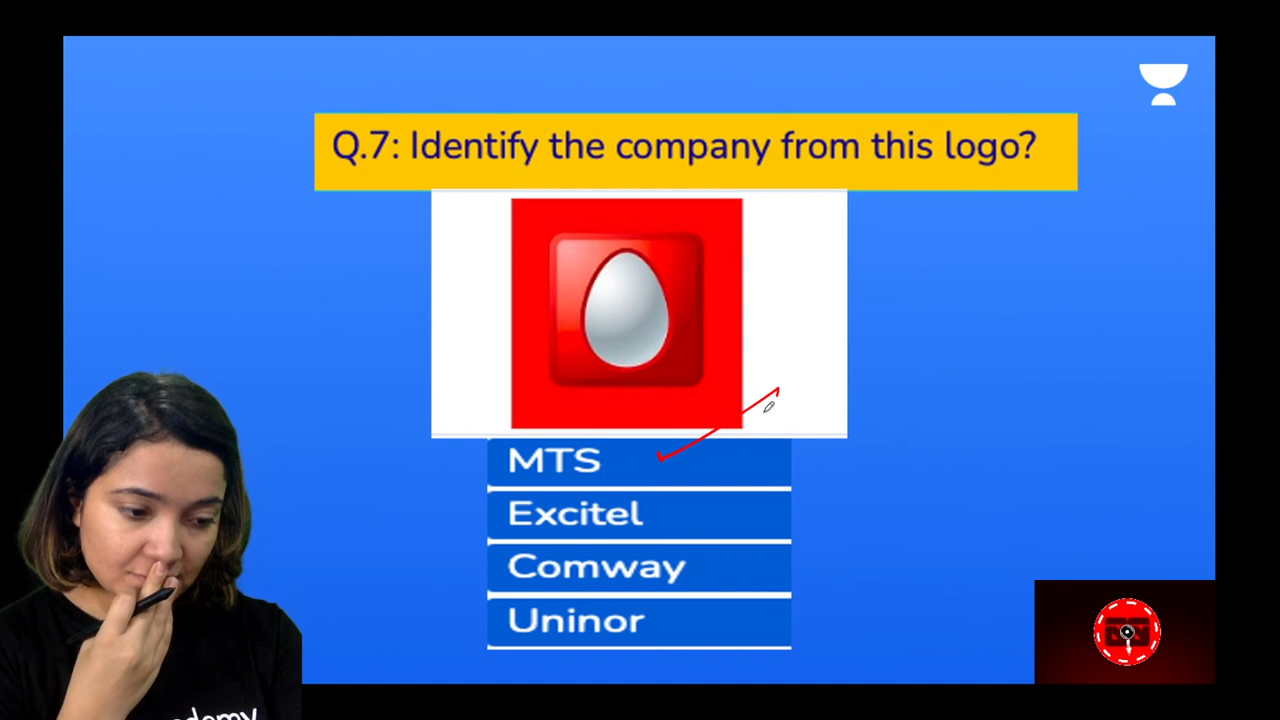 Q.7: Identify the company from this logo?
MTS
Excitel
Comway
Uninor